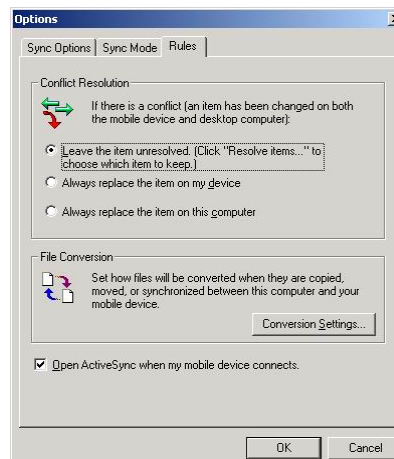 Options
Sync Options Sync Mode Rules
Conflict Resolution
If there is a conflict (an item has been changed on both
the mobile device and desktop computer):
Leave the item unresolved. (Click "Resolve items..." to
choose which item to keep.)
Always replace the item on my device
Always replace the item on this computer
File Conversion
Set how files will be converted when they are copied,
moved, or synchronized between this computer and your
mobile device.
Conversion Settings...
Open ActiveSync when my mobile device connects.
OK Cancel